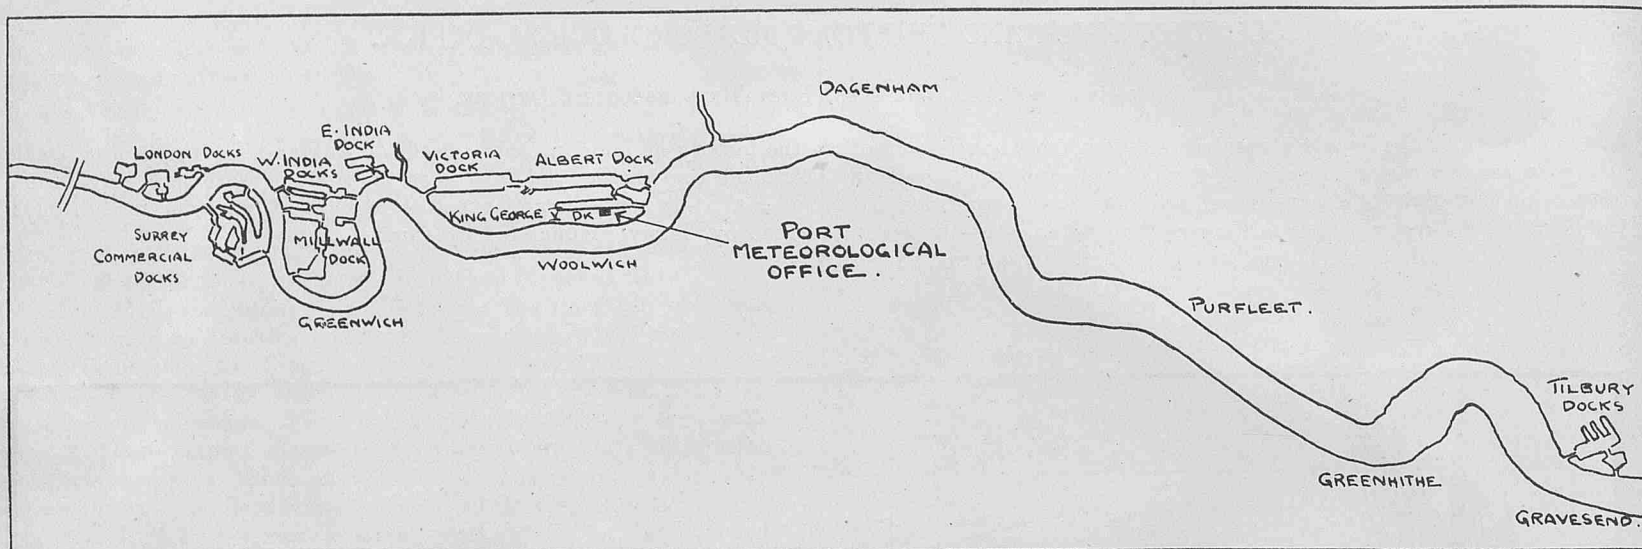 DAGENHAM
E. INDIA
DOCK
LONDON DOCKS
W. INDIA
DOCKS
VICTORIA
DOCK
ALBERT DOCK
KING GEORGE V DK
SURREY
COMMERCIAL
DOCKS
MILLWALL
DOCK
PORT
METEOROLOGICAL
OFFICE.
WOOLWICH
GREENWICH
PURFLEET.
TILBURY
DOCKS
GREENHITHE
GRAVESEND.